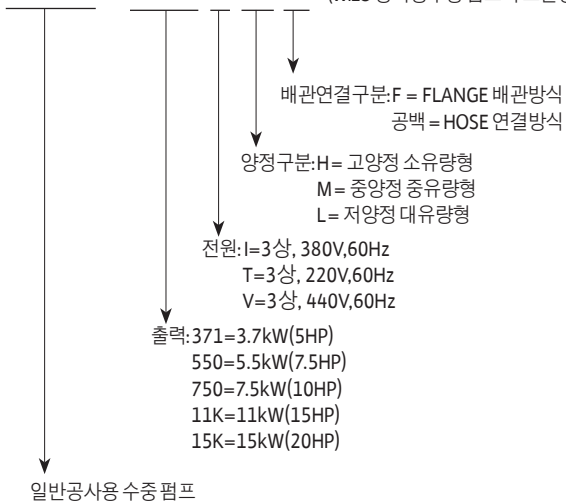 배관연결구분:F = FLANGE 배관방식
공백 = HOSE 연결방식
양정구분:H = 고양정 소유량형
M = 중양정 중유량형
L = 저양정 대유량형
전원:I=3상, 380V,60Hz
T=3상, 220V,60Hz
V=3상, 440V,60Hz
출력:371=3.7kW(5HP)
550=5.5kW(7.5HP)
750=7.5kW(10HP)
11K=11kW(15HP)
15K=15kW(20HP)
일반공사용 수중 펌프